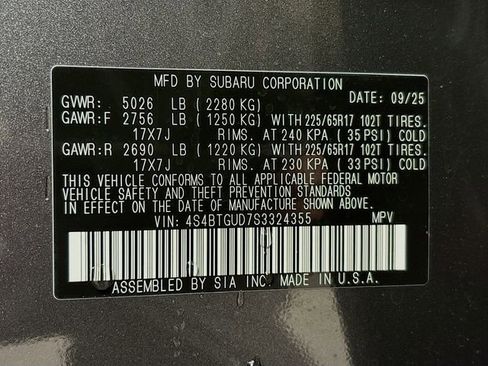 MFD BY SUBARU CORPORATION
GVWR: 5026 LB (2280 KG) DATE: 09/25
GAWR:F 2756 LB (1250 KG) WITH 225/65R17 102T TIRES.
17X7J RIMS. AT 240 KPA. (35 PSI) COLD
GAWR:R 2690 LB (1220 KG) WITH 225/65R17 102T TIRES.
17X7J RIMS. AT 230 KPA. (33 PSI) COLD
THIS VEHICLE CONFORMS TO ALL APPLICABLE FEDERAL MOTOR
VEHICLE SAFETY AND THEFT PREVENTION STANDARDS
IN EFFECT ON THE DATE OF MANUFACTURE SHOWN ABOVE.
VIN: 4S4BTGUD7S3324355 MPV
ASSEMBLED BY SIA INC. MADE IN U.S.A.